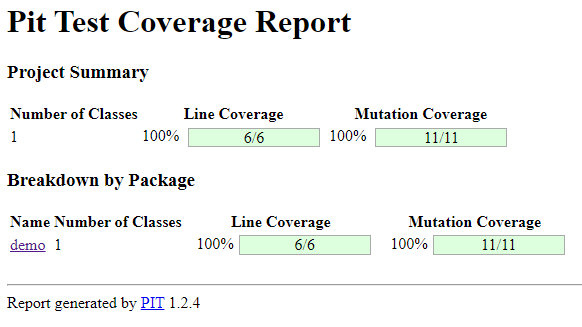 Pit Test Coverage Report
Project Summary
Number of Classes Line Coverage Mutation Coverage
1 100% 6/6 100% 11/11
Breakdown by Package
Name Number of Classes Line Coverage Mutation Coverage
demo 1 100% 6/6 100% 11/11
Report generated by PIT 1.2.4